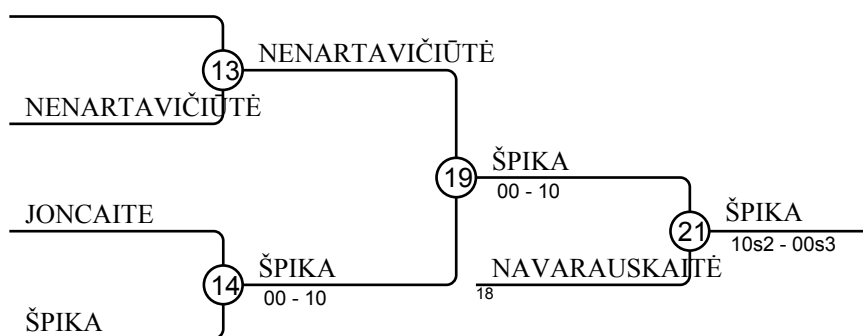 13
NENARTAVIČIŪTĖ
NENARTAVIČIŪTĖ
19
ŠPIKA
00 - 10
JONCAITE
21
ŠPIKA
10s2 - 00s3
14
ŠPIKA
00 - 10
NAVARAUSKAITĖ
18
ŠPIKA